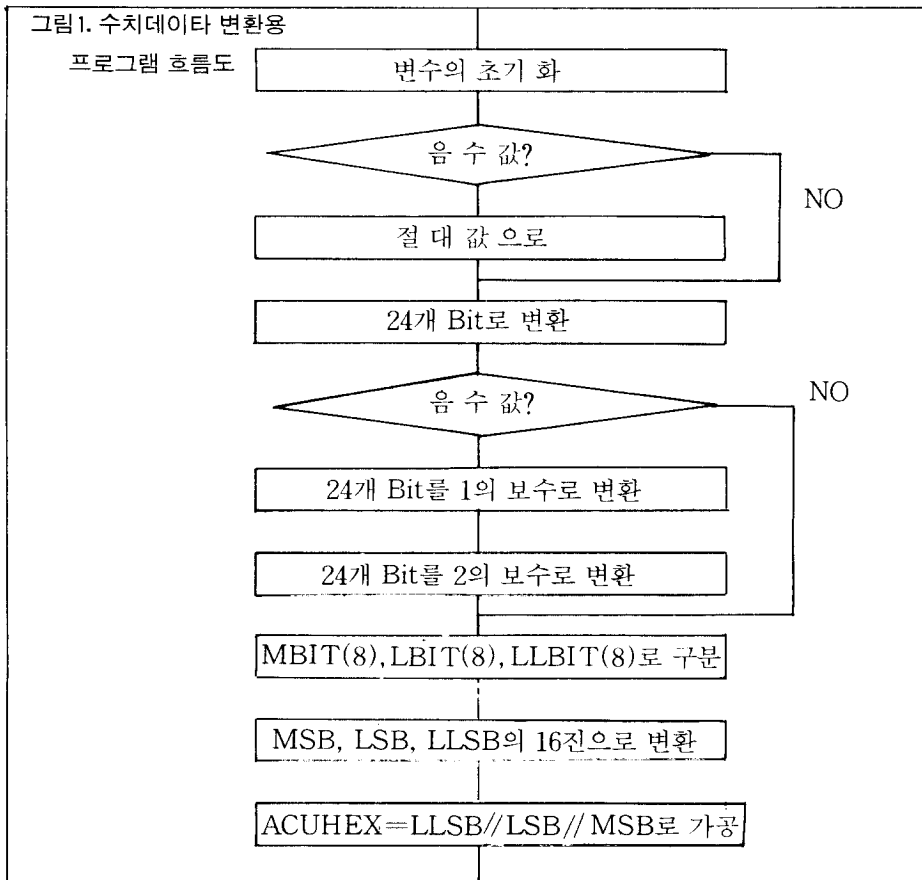 그림1. 수치데이타 변환용
프로그램 흐름도
변수의 초기 화
음 수 값?
NO
절 대 값 으로
24개 Bit로 변환
음 수 값?
NO
24개 Bit를 1의 보수로 변환
24개 Bit를 2의 보수로 변환
MBIT(8), LBIT(8), LLBIT(8)로 구분
MSB, LSB, LLSB의 16진으로 변환
ACUHEX=LLSB//LSB//MSB로 가공